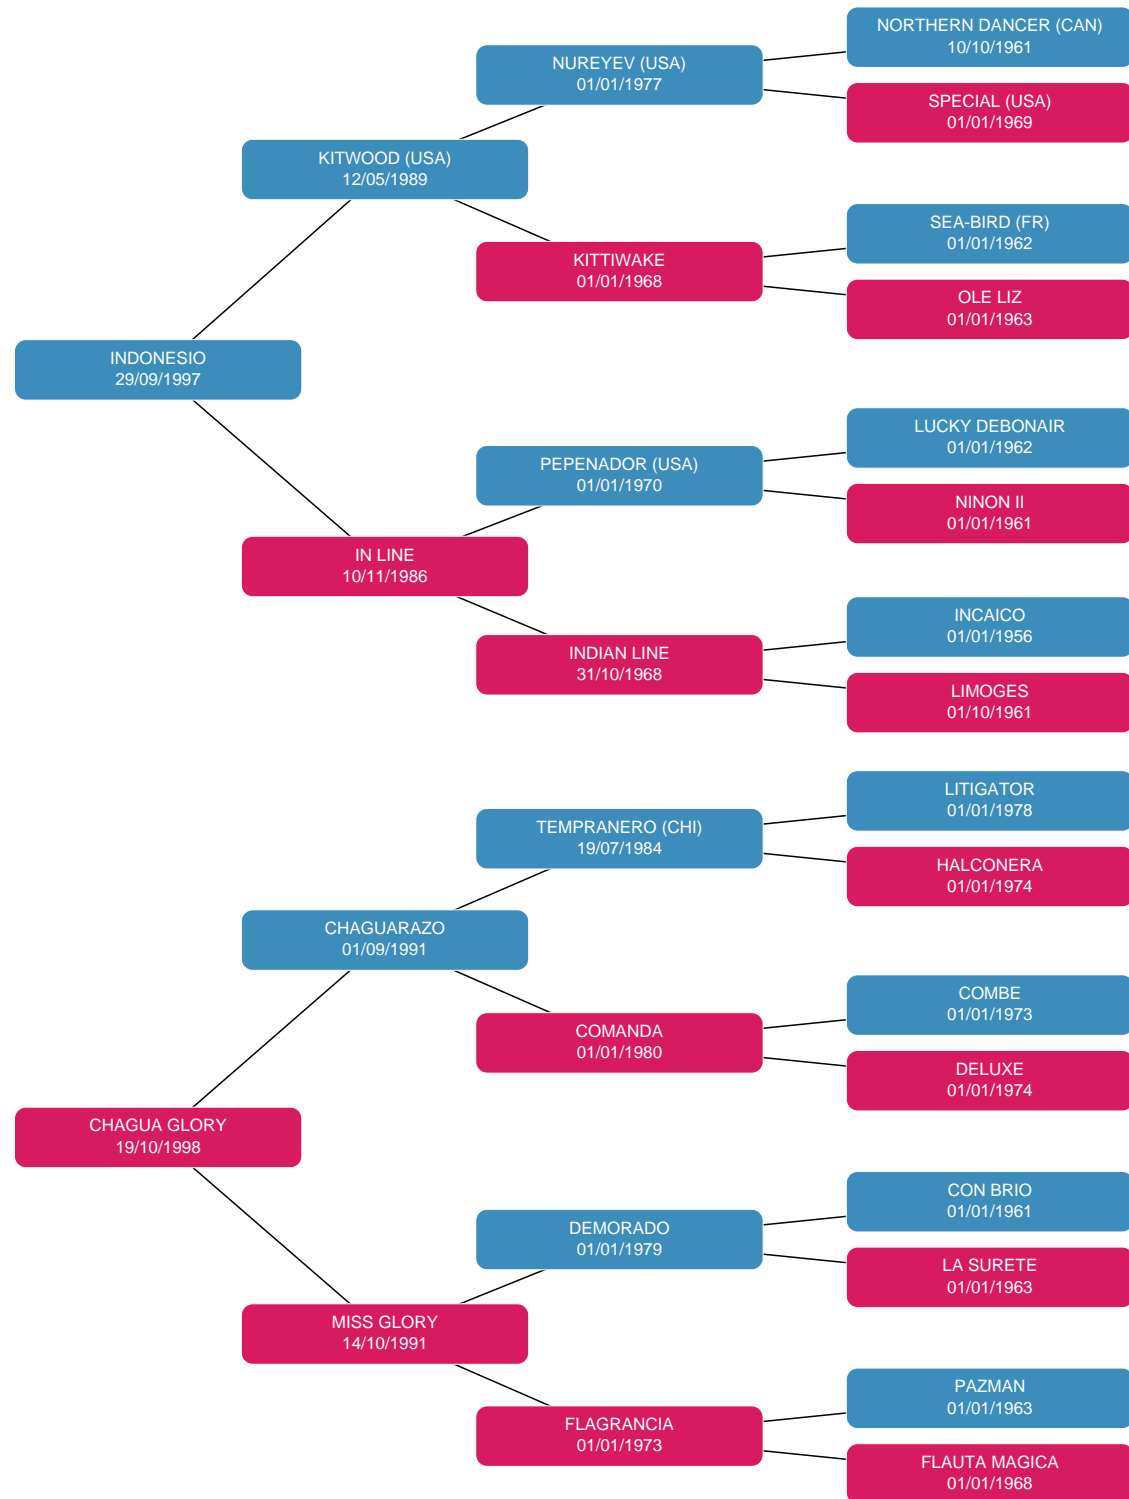 NORTHERN DANCER (CAN)
10/10/1961
NUREYEV (USA)
01/01/1977
SPECIAL (USA)
01/01/1969
KITWOOD (USA)
12/05/1989
SEA-BIRD (FR)
01/01/1962
KITTIWAKE
01/01/1968
OLE LIZ
01/01/1963
INDONESIO
29/09/1997
LUCKY DEBONAIR
01/01/1962
PEPENADOR (USA)
01/01/1970
NINON II
01/01/1961
IN LINE
10/11/1986
INCAICO
01/01/1956
INDIAN LINE
31/10/1968
LIMOGES
01/10/1961
LITIGATOR
01/01/1978
TEMPRANERO (CHI)
19/07/1984
HALCONERA
01/01/1974
CHAGUARAZO
01/09/1991
COMBE
01/01/1973
COMANDA
01/01/1980
DELUXE
01/01/1974
CHAGUA GLORY
19/10/1998
CON BRIO
01/01/1961
DEMORADO
01/01/1979
LA SURETE
01/01/1963
MISS GLORY
14/10/1991
PAZMAN
01/01/1963
FLAGRANCIA
01/01/1973
FLAUTA MAGICA
01/01/1968